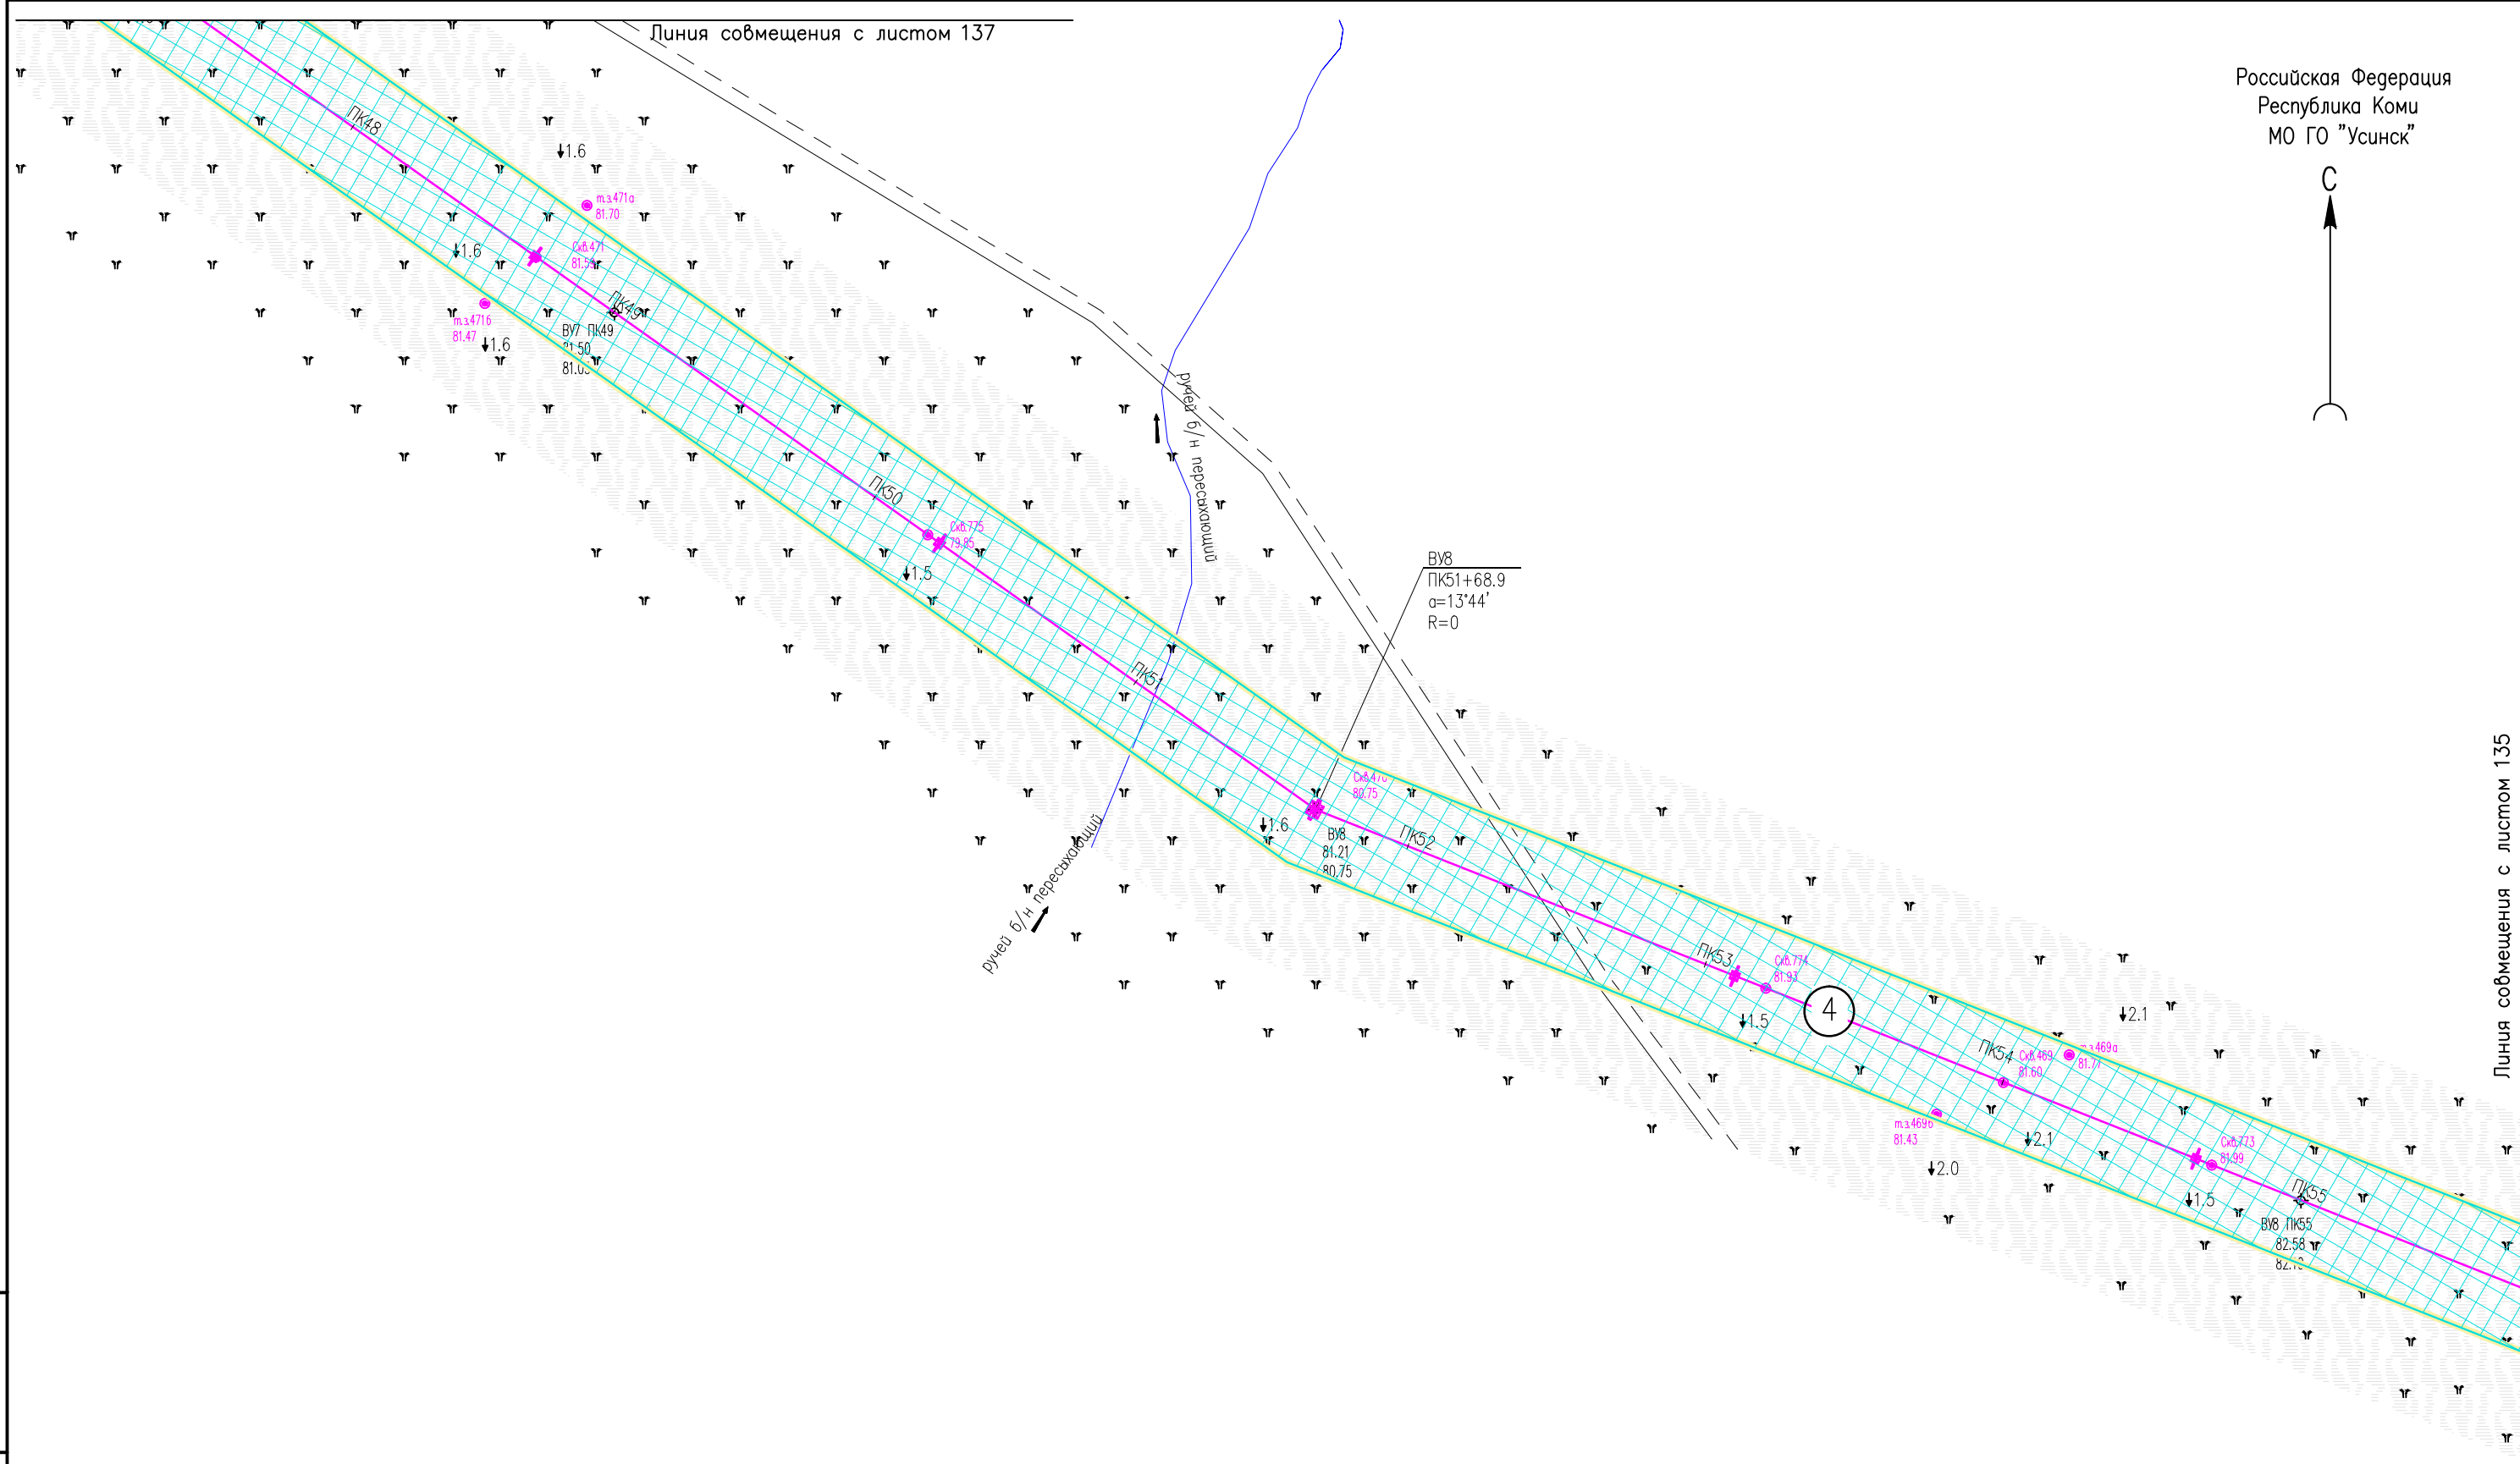 Линия совмещения с листом 137
Российская Федерация
Республика Коми
МО ГО "Усинск"
С
ПК48
1.6
т.з.471а
81.70
Скв.471
1.6
ПК49
т.з.471б
81.47
1.6
ВУ7 ПК49
ручей б/н пересыхающий
ПК50
Скв.775
79.85
1.5
ВУ8
ПК51+68.9
α=13°44'
R=0
ПК51
80.75
1.6
ВУ8
81.21
80.75
ПК52
ручей б/н пересыхающий
ПК53
Скв.774
81.93
4
1.5
2.1
ПК54
Скв.469
81.60
81.77
т.з.469б
81.43
2.1
2.0
Скв.773
81.99
1.5
ПК55
ВУ8 ПК55
82.58
Линия совмещения с листом 135